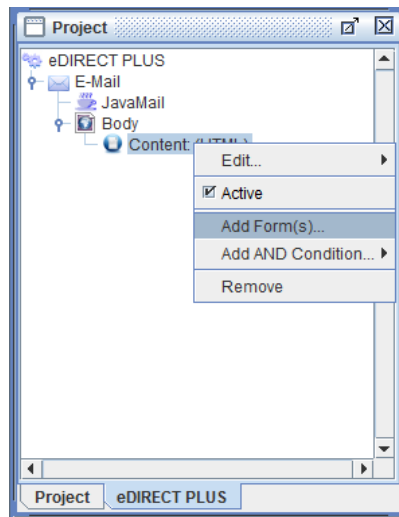 Project
eDIRECT PLUS
E-Mail
JavaMail
Body
Content: (HTML)
Edit...
Active
Add Form(s)...
Add AND Condition...
Remove
Project eDIRECT PLUS